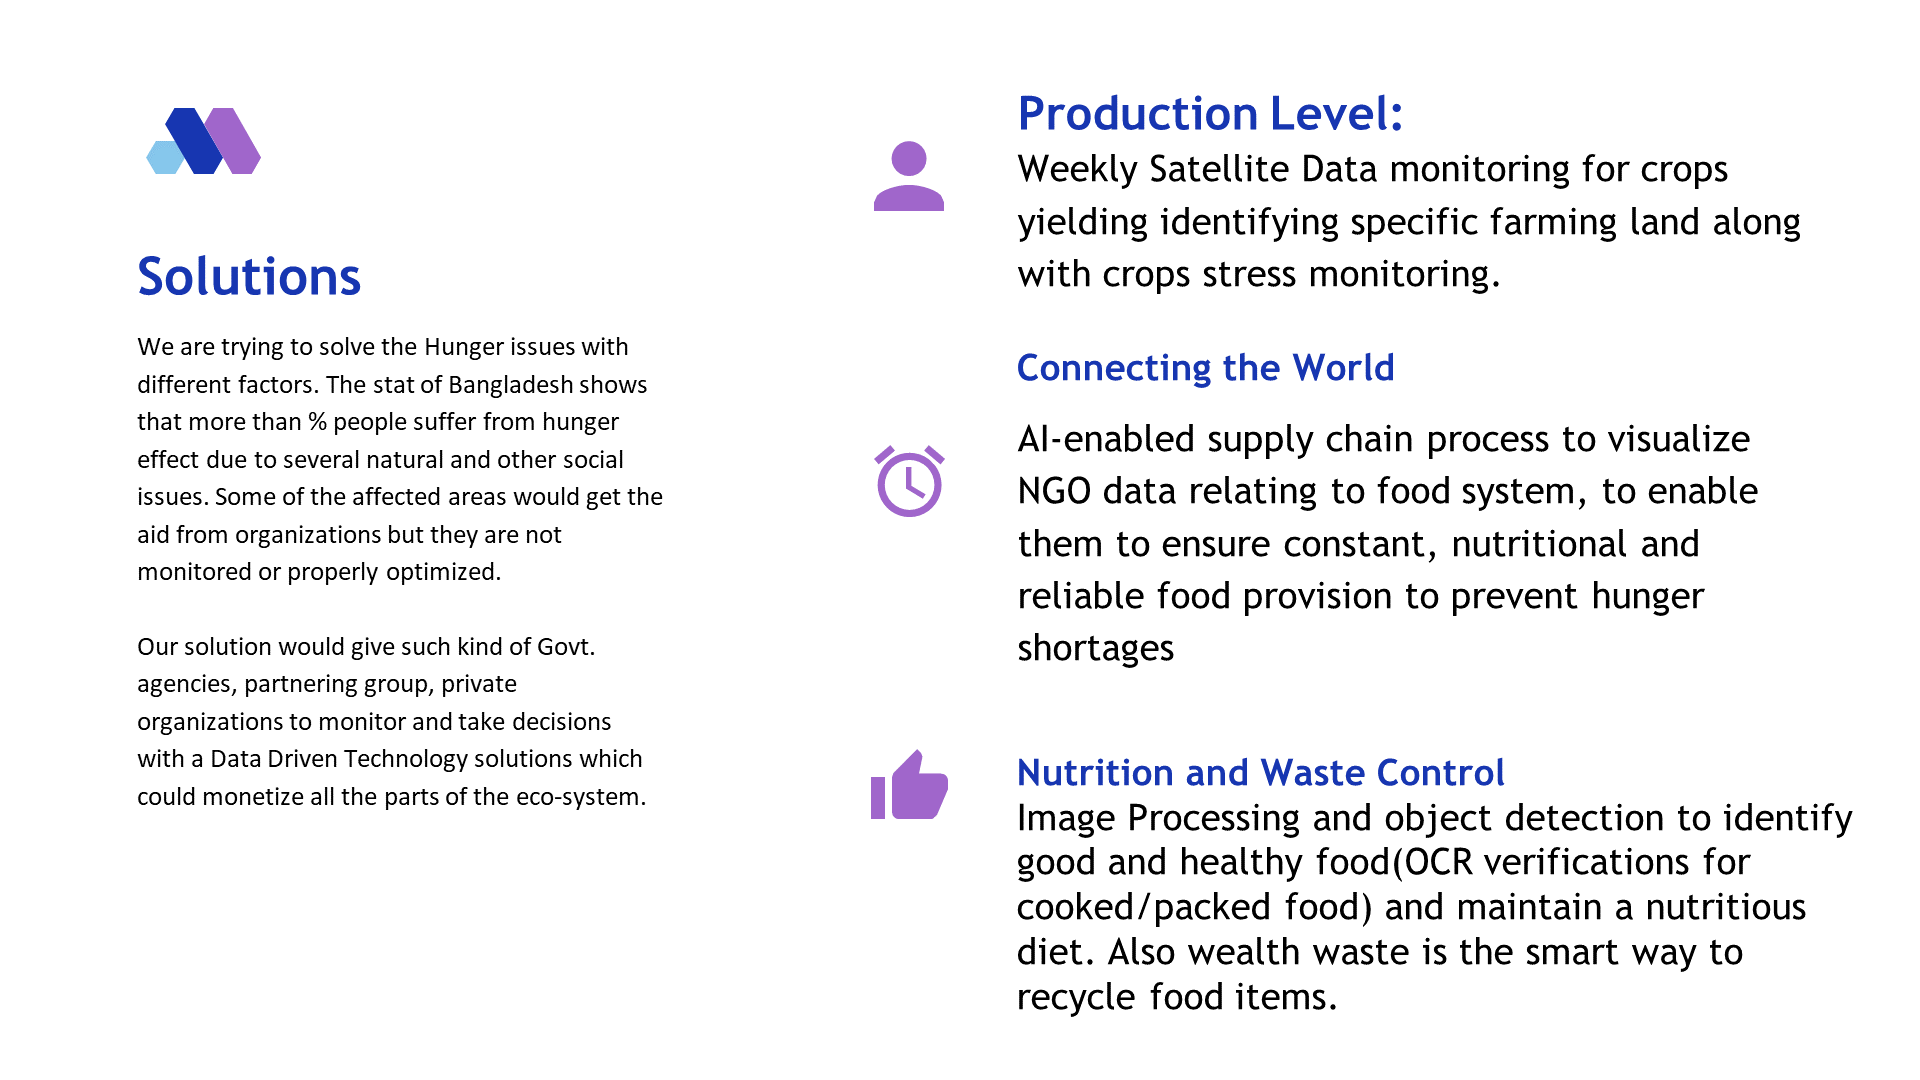 Solutions
We are trying to solve the Hunger issues with
different factors. The stat of Bangladesh shows
that more than % people suffer from hunger
effect due to several natural and other social
issues. Some of the affected areas would get the
aid from organizations but they are not
monitored or properly optimized.
Our solution would give such kind of Govt.
agencies, partnering group, private
organizations to monitor and take decisions
with a Data Driven Technology solutions which
could monetize all the parts of the eco-system.
Production Level:
Weekly Satellite Data monitoring for crops
yielding identifying specific farming land along
with crops stress monitoring.
Connecting the World
AI-enabled supply chain process to visualize
NGO data relating to food system, to enable
them to ensure constant, nutritional and
reliable food provision to prevent hunger
shortages
Nutrition and Waste Control
Image Processing and object detection to identify
good and healthy food(OCR verifications for
cooked/packed food) and maintain a nutritious
diet. Also wealth waste is the smart way to
recycle food items.